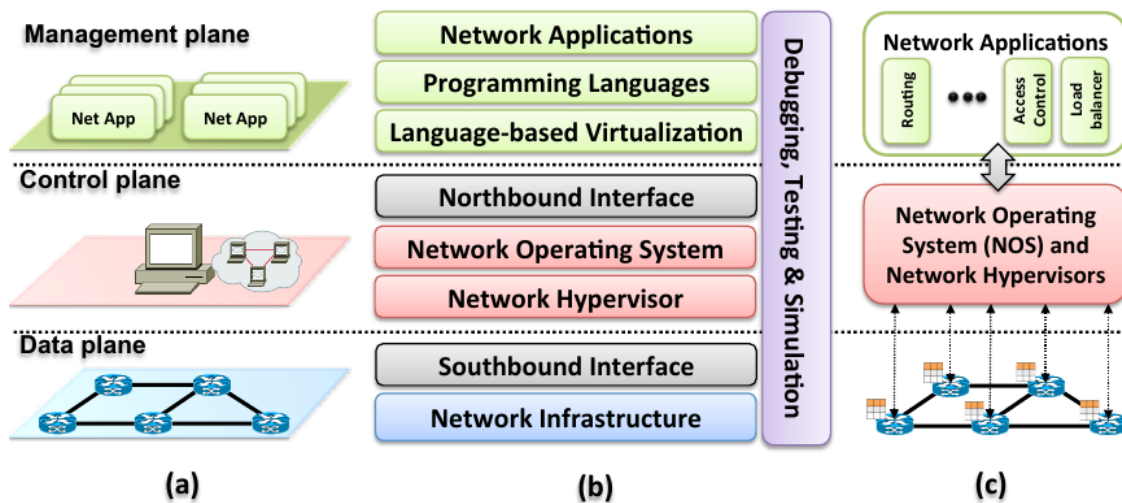 Management plane
Net App
Net App
Control plane
Data plane
(a)
Network Applications
Programming Languages
Language-based Virtualization
Northbound Interface
Network Operating System
Network Hypervisor
Southbound Interface
Network Infrastructure
(b)
Debugging, Testing & Simulation
Network Applications
Routing
Access
Control
Load
balancer
Network Operating
System (NOS) and
Network Hypervisors
(c)